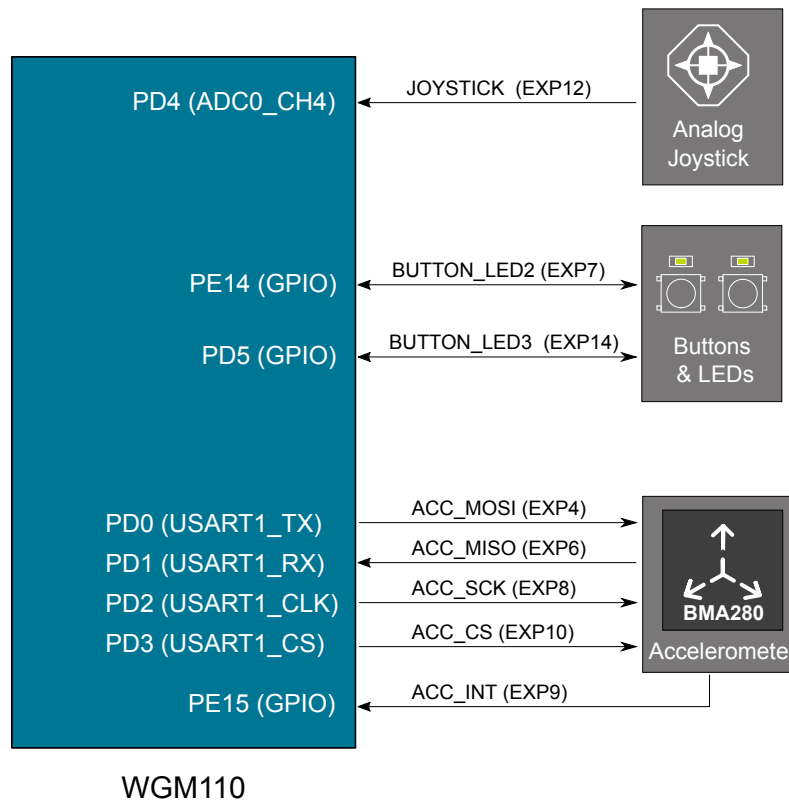 PD4 (ADC0_CH4)
JOYSTICK (EXP12)
Analog
Joystick
PE14 (GPIO)
BUTTON_LED2 (EXP7)
PD5 (GPIO)
BUTTON_LED3 (EXP14)
Buttons
& LEDs
PD0 (USART1_TX)
ACC_MOSI (EXP4)
PD1 (USART1_RX)
ACC_MISO (EXP6)
PD2 (USART1_CLK)
ACC_SCK (EXP8)
PD3 (USART1_CS)
ACC_CS (EXP10)
BMA280
Acceleromete
PE15 (GPIO)
ACC_INT (EXP9)
WGM110